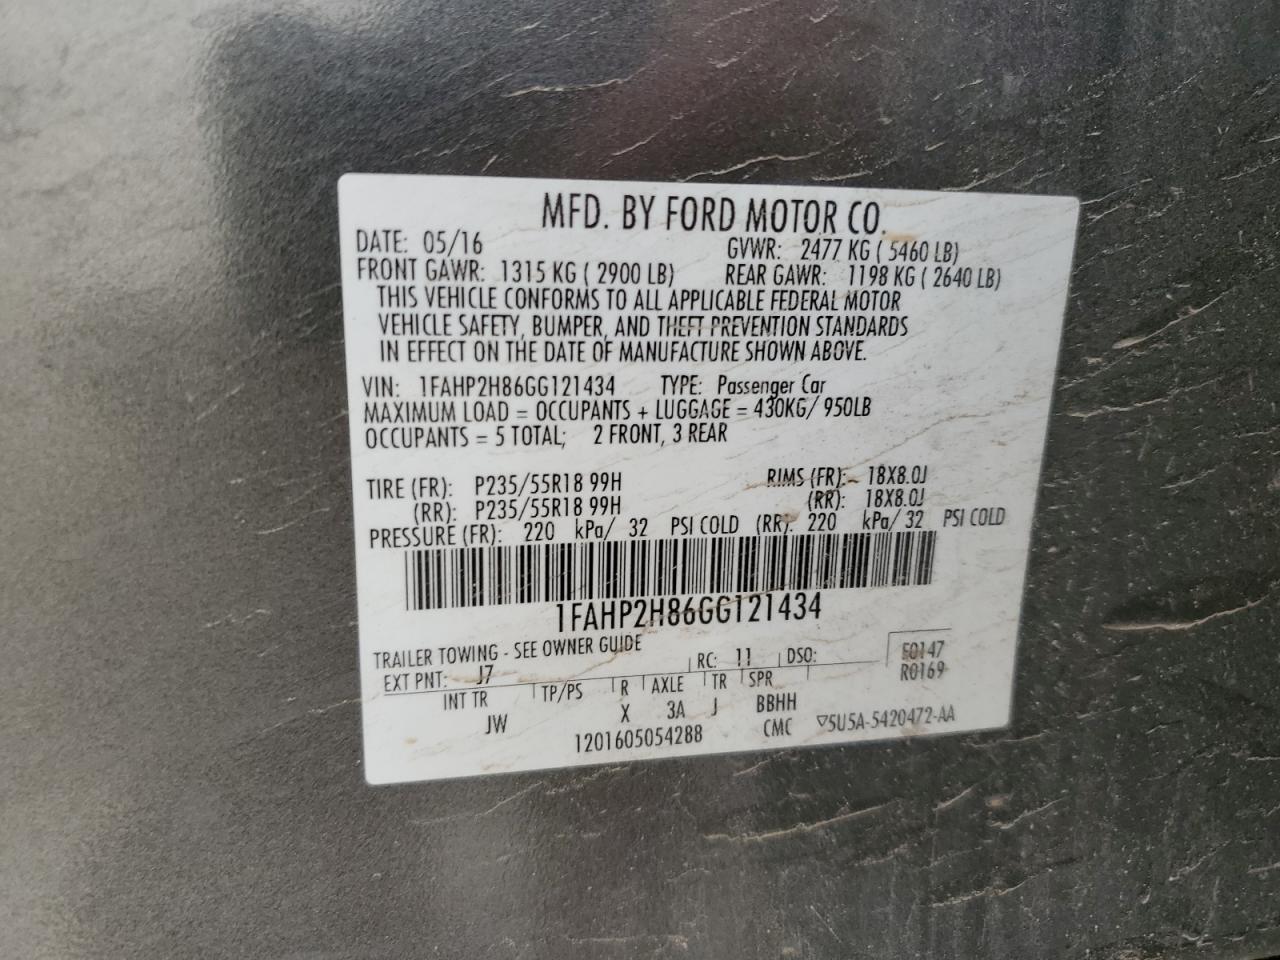 MFD. BY FORD MOTOR CO.
DATE: 05/16 GVWR: 2477 KG ( 5460 LB)
FRONT GAWR: 1315 KG ( 2900 LB) REAR GAWR: 1198 KG ( 2640 LB)
THIS VEHICLE CONFORMS TO ALL APPLICABLE FEDERAL MOTOR
VEHICLE SAFETY, BUMPER, AND THEFT PREVENTION STANDARDS
IN EFFECT ON THE DATE OF MANUFACTURE SHOWN ABOVE.
VIN: 1FAHP2H86GG121434 TYPE: Passenger Car
MAXIMUM LOAD = OCCUPANTS + LUGGAGE = 430KG/ 950LB
OCCUPANTS = 5 TOTAL; 2 FRONT, 3 REAR
TIRE (FR): P235/55R18 99H RIMS (FR): 18X8.0J
(RR): P235/55R18 99H (RR): 18X8.0J
PRESSURE (FR): 220 kPa/ 32 PSI COLD (RR): 220 kPa/ 32 PSI COLD
1FAHP2H86GG121434
TRAILER TOWING - SEE OWNER GUIDE
EXT PNT: J7 RC: 11 DSO: E0147
R0169
INT TR TP/PS R AXLE TR SPR
JW X 3A J BBHH
1201605054288 CMC ▽5U5A-5420472-AA